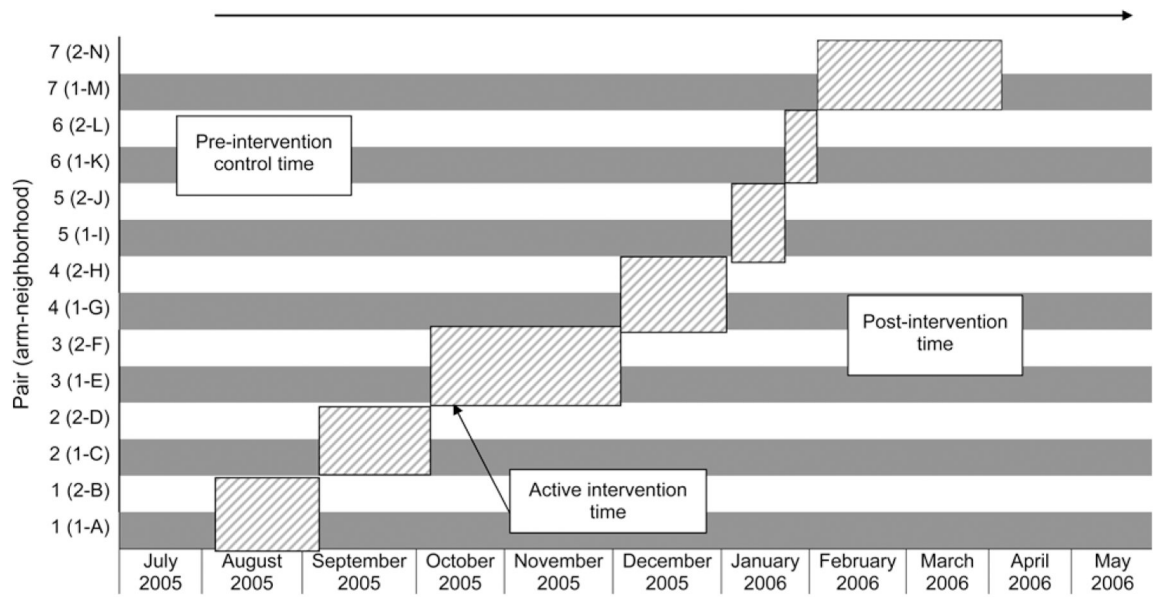 7 (2-N)
7 (1-M)
6 (2-L)
6 (1-K)
5 (2-J)
5 (1-I)
4 (2-H)
4 (1-G)
3 (2-F)
3 (1-E)
2 (2-D)
2 (1-C)
1 (2-B)
1 (1-A)
Pair (arm-neighborhood)
Pre-intervention
control time
Post-intervention
time
Active intervention
time
July August September October November December January February March April May
2005 2005 2005 2005 2005 2005 2006 2006 2006 2006 2006